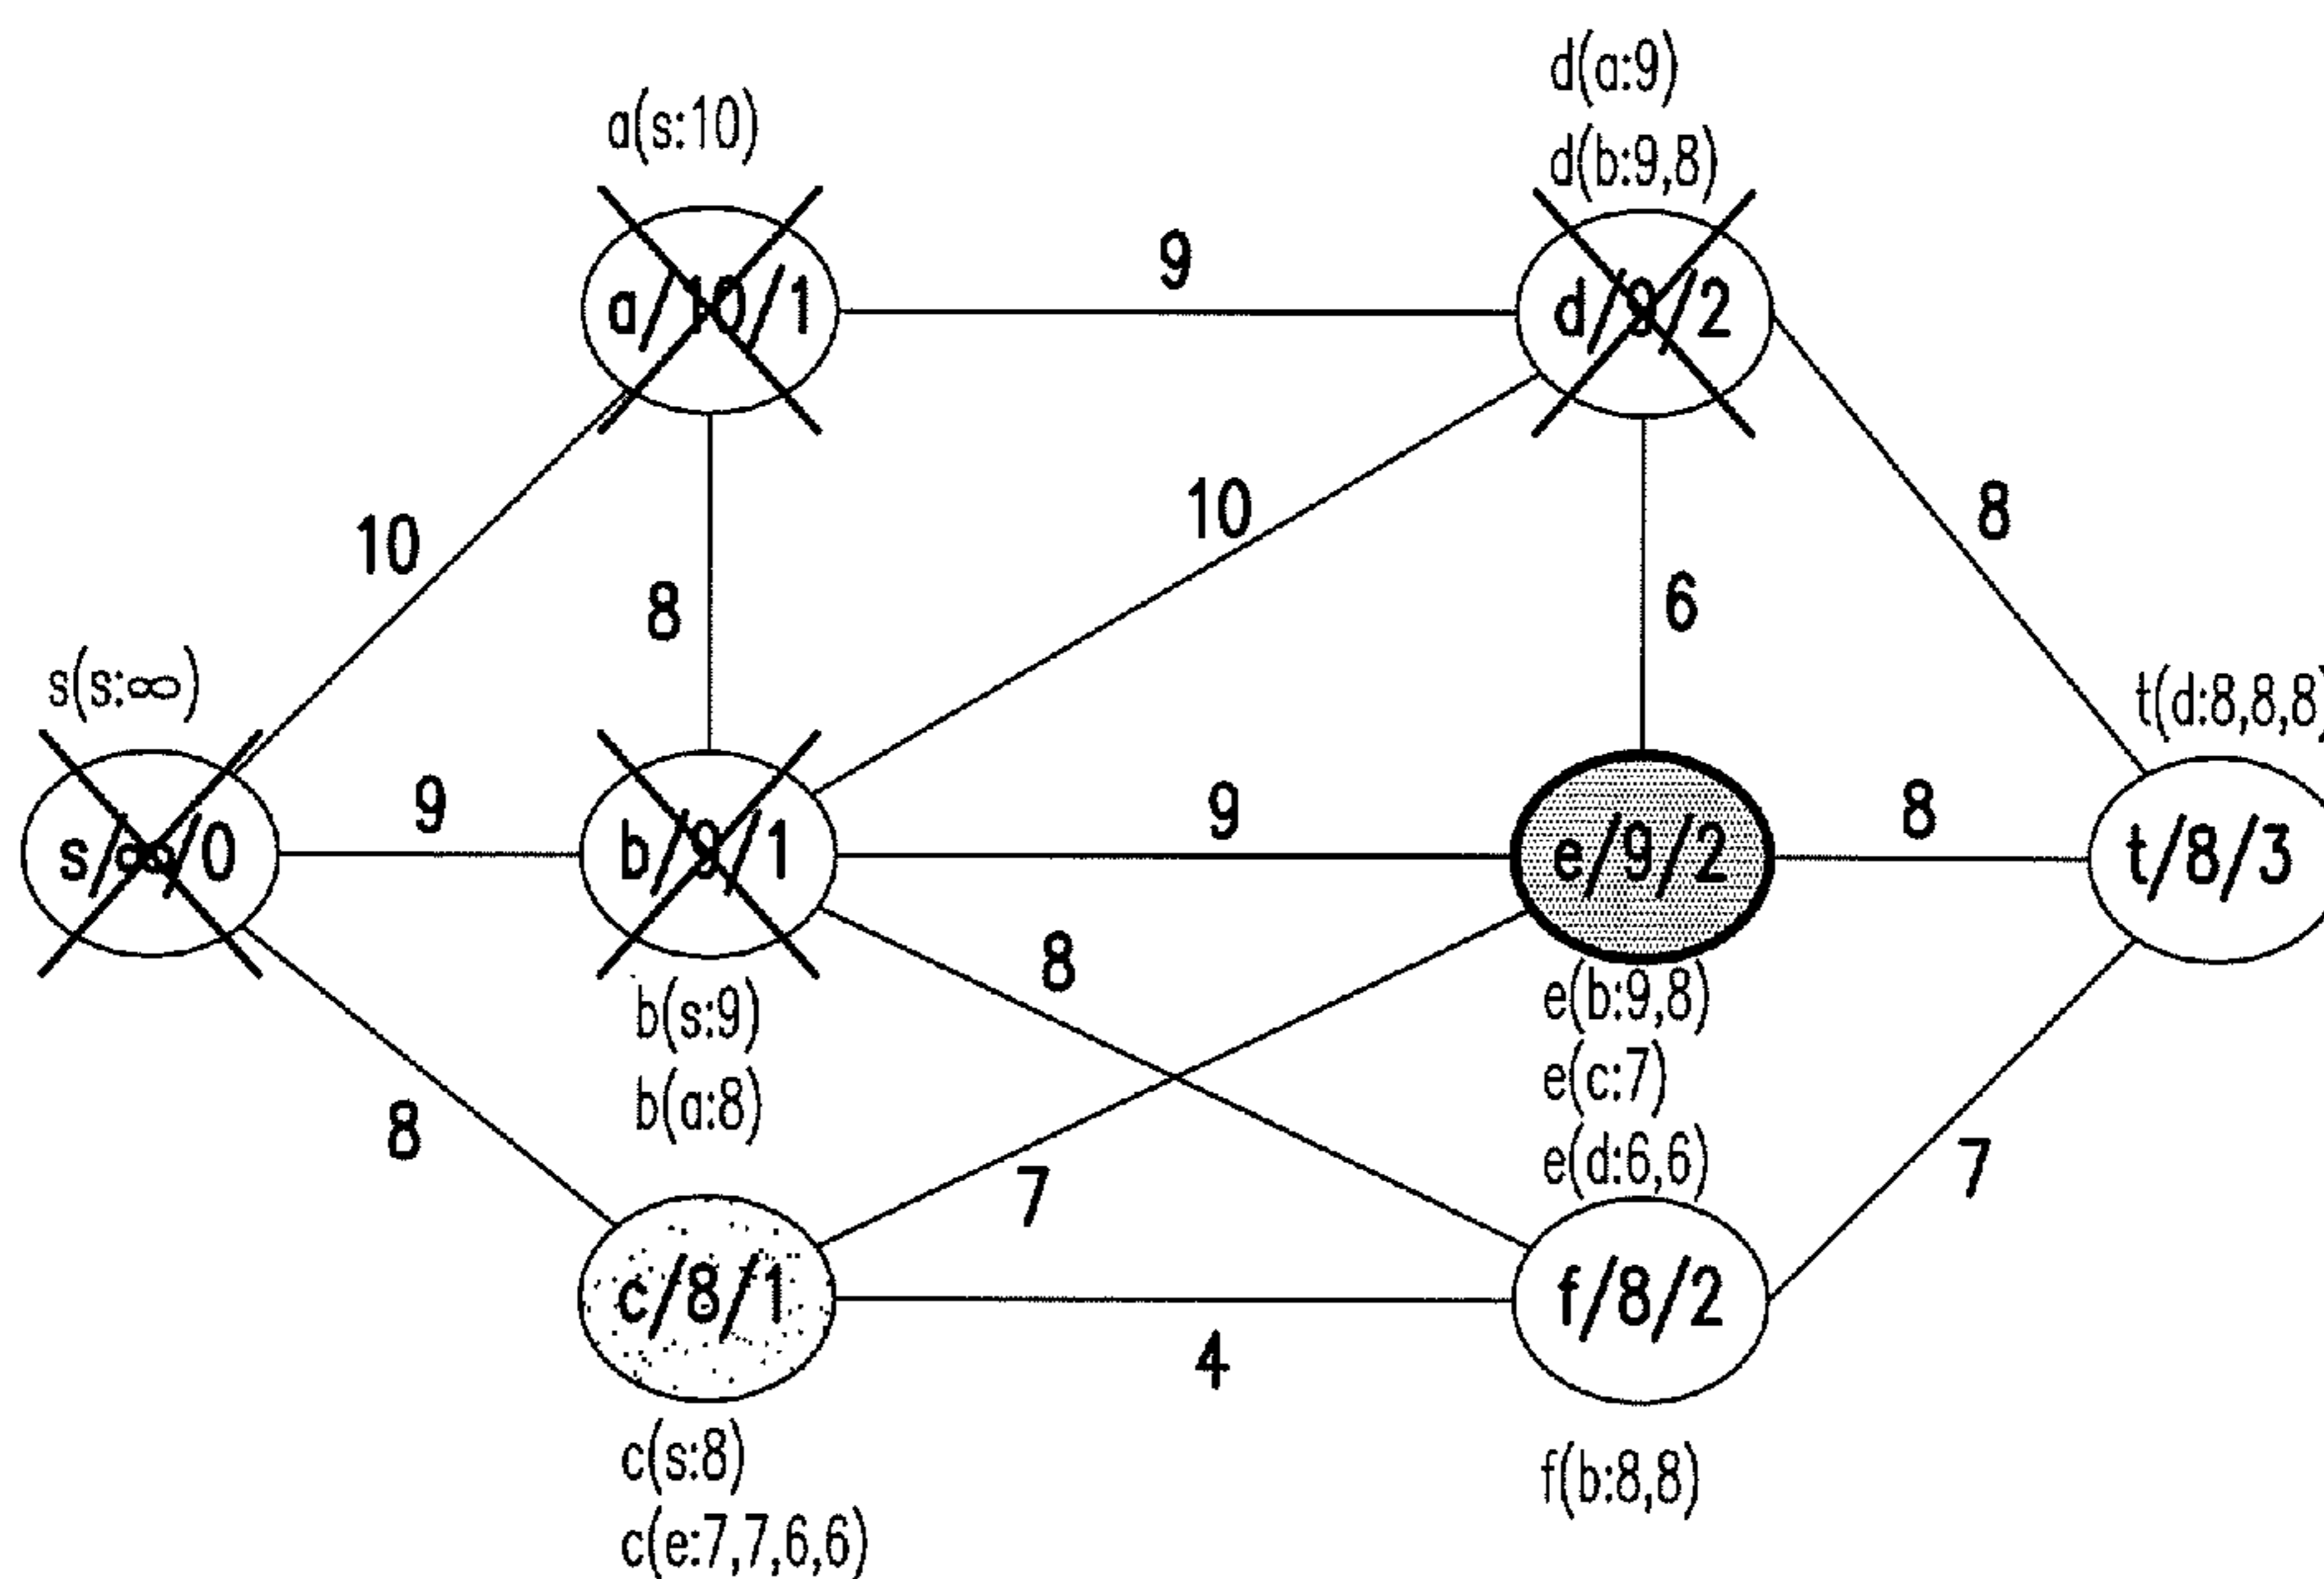 d(a:9)
d(b:9,8)
a(s:10)
a/10/1
9
d/9/2
10
8
10
6
8
s(s:∞)
t(d:8,8,8)
s/∞/0
9
b/9/1
9
e/9/2
8
t/8/3
b(s:9)
b(a:8)
8
e(b:9,8)
e(c:7)
e(d:6,6)
8
7
7
c/8/1
4
f/8/2
c(s:8)
c(e:7,7,6,6)
f(b:8,8)